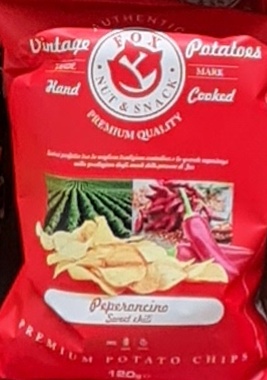 AUTHENTIC
Vintage Potatoes
TRADE MARK
FOX
NUT & SNACK
Hand Cooked
PREMIUM QUALITY
Peperoncino
Sweet chili
PREMIUM POTATO CHIPS
120g